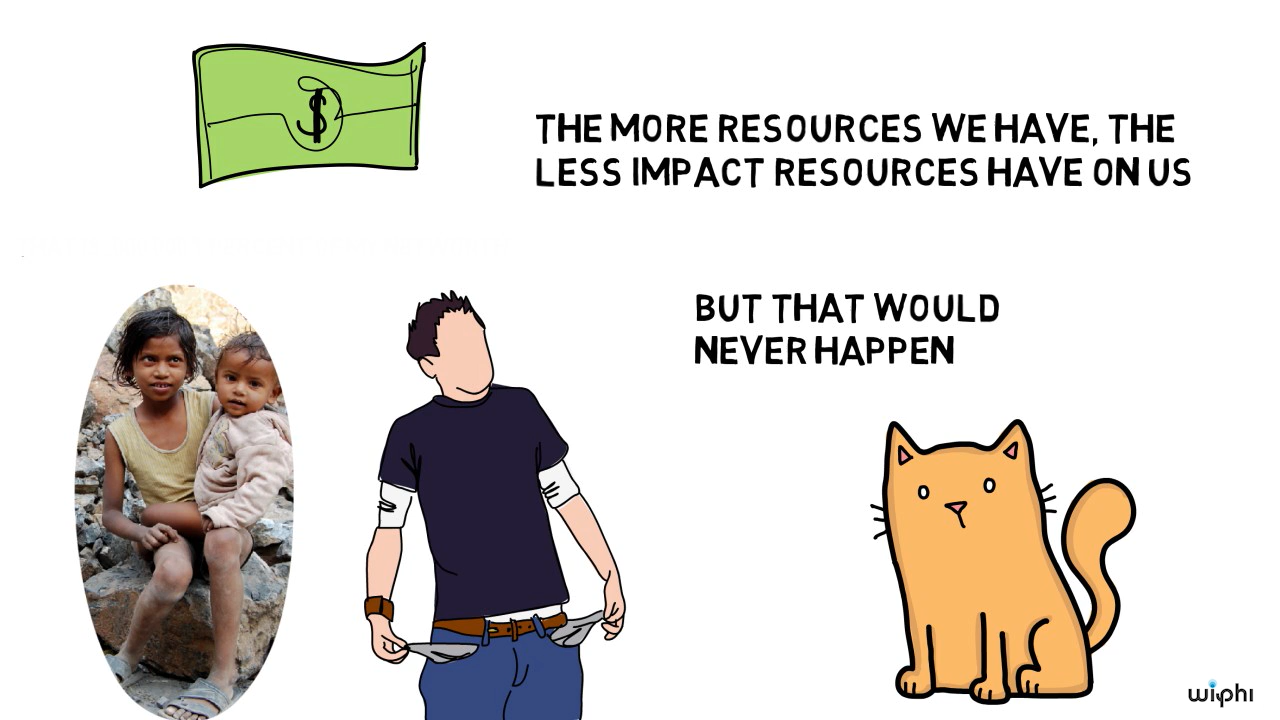 $
THE MORE RESOURCES WE HAVE, THE
LESS IMPACT RESOURCES HAVE ON US
BUT THAT WOULD
NEVER HAPPEN
wiphi